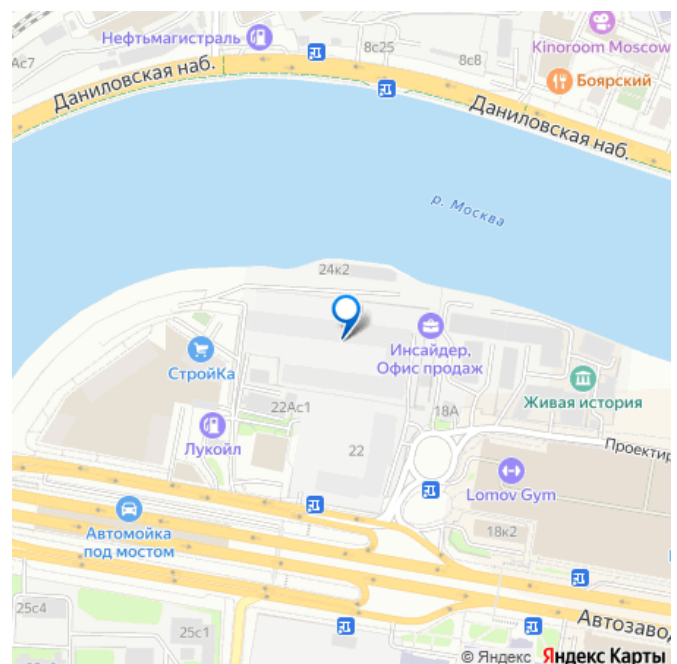 Нефтьмагистраль
8с25
8с8
Kinoroom Moscow
Ас7
Боярский
Даниловская наб.
Даниловская наб.
р. Москва
24к2
Инсайдер,
Офис продаж
СтройКа
Живая история
22Ас1
18А
Лукойл
22
Проектир
Lomov Gym
Автомойка
под мостом
18к2
25с4
25с1
Автозавод
© Яндекс Яндекс Карты